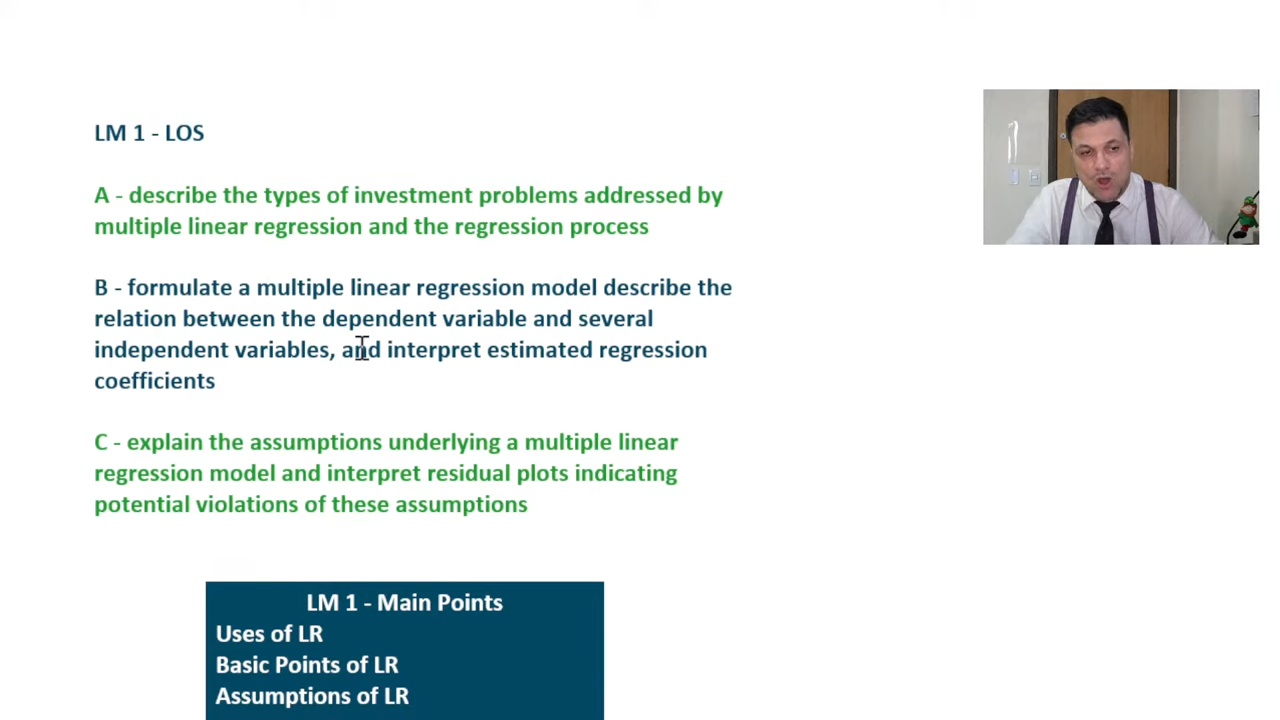 LM 1 - LOS
A - describe the types of investment problems addressed by
multiple linear regression and the regression process
B - formulate a multiple linear regression model describe the
relation between the dependent variable and several
independent variables, and interpret estimated regression
coefficients
C - explain the assumptions underlying a multiple linear
regression model and interpret residual plots indicating
potential violations of these assumptions
LM 1 - Main Points
Uses of LR
Basic Points of LR
Assumptions of LR